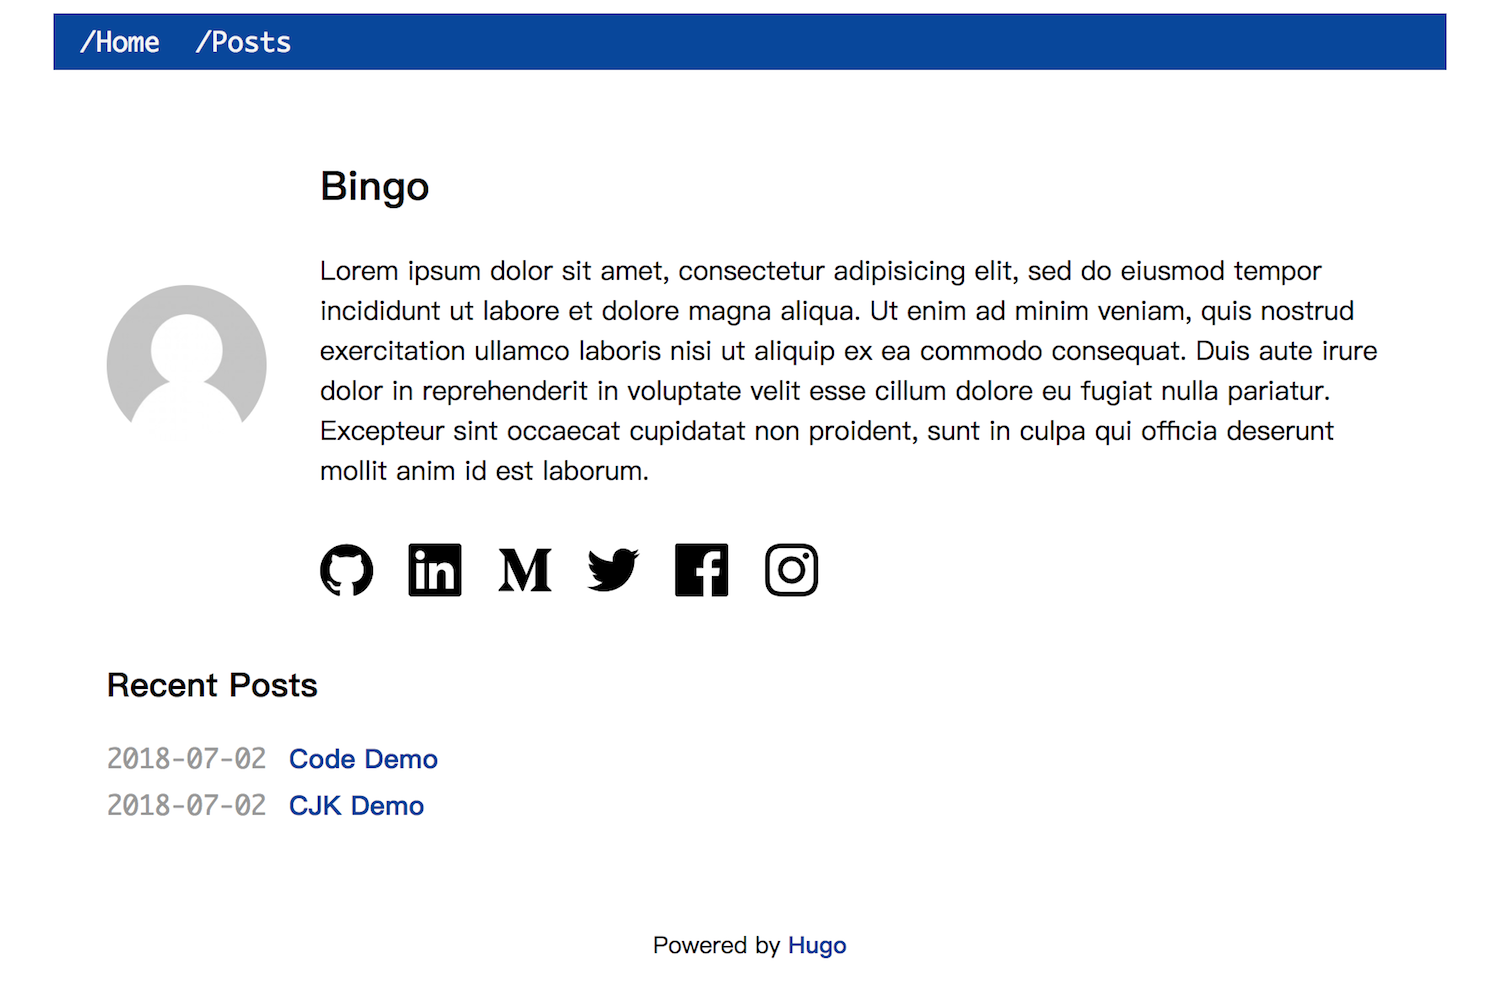 /Home /Posts
Bingo
Lorem ipsum dolor sit amet, consectetur adipisicing elit, sed do eiusmod tempor
incididunt ut labore et dolore magna aliqua. Ut enim ad minim veniam, quis nostrud
exercitation ullamco laboris nisi ut aliquip ex ea commodo consequat. Duis aute irure
dolor in reprehenderit in voluptate velit esse cillum dolore eu fugiat nulla pariatur.
Excepteur sint occaecat cupidatat non proident, sunt in culpa qui officia deserunt
mollit anim id est laborum.
in M f
Recent Posts
2018-07-02 Code Demo
2018-07-02 CJK Demo
Powered by Hugo